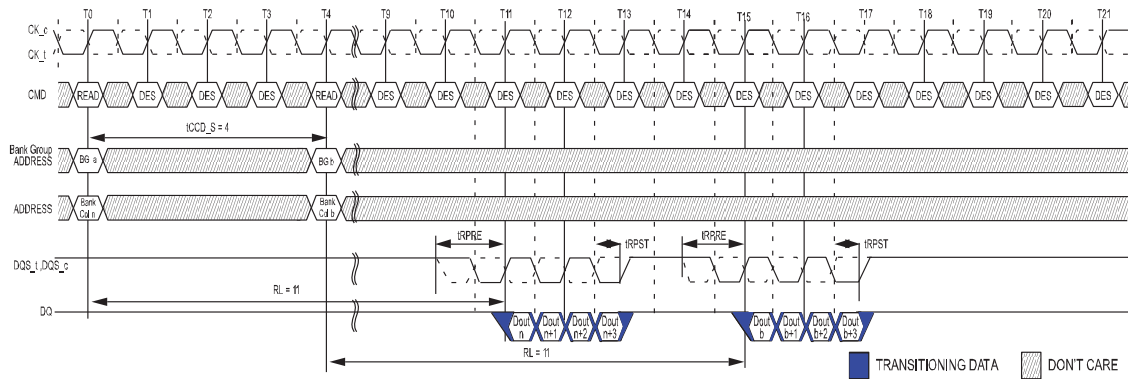 T0 T1 T2 T3 T4 T9 T10 T11 T12 T13 T14 T15 T16 T17 T18 T19 T20 T21
CK_c
CK_t
CMD READ DES DES DES READ DES DES DES DES DES DES DES DES DES DES DES DES DES
tCCD_S = 4
Bank Group
ADDRESS BG a BG b
ADDRESS Bank Col n Bank Col b
tRPRE tRPST tRPRE tRPST
DQS_t ,DQS_c
RL = 11
DQ Dout n Dout n+1 Dout n+2 Dout n+3 Dout b Dout b+1 Dout b+2 Dout b+3
RL = 11
TRANSITIONING DATA DON'T CARE